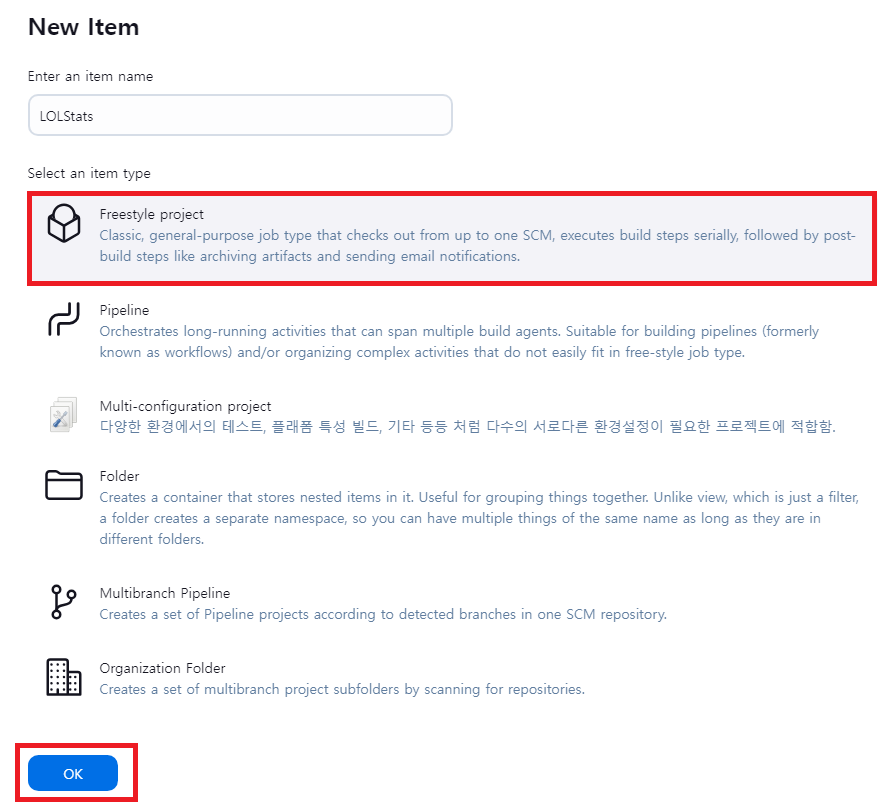 New Item
Enter an item name
LOLStats
Select an item type
Freestyle project
Classic, general-purpose job type that checks out from up to one SCM, executes build steps serially, followed by post-
build steps like archiving artifacts and sending email notifications.
Pipeline
Orchestrates long-running activities that can span multiple build agents. Suitable for building pipelines (formerly
known as workflows) and/or organizing complex activities that do not easily fit in free-style job type.
Multi-configuration project
다양한 환경에서의 테스트, 플래폼 특성 빌드, 기타 등등 처럼 다수의 서로다른 환경설정이 필요한 프로젝트에 적합함.
Folder
Creates a container that stores nested items in it. Useful for grouping things together. Unlike view, which is just a filter,
a folder creates a separate namespace, so you can have multiple things of the same name as long as they are in
different folders.
Multibranch Pipeline
Creates a set of Pipeline projects according to detected branches in one SCM repository.
Organization Folder
Creates a set of multibranch project subfolders by scanning for repositories.
OK